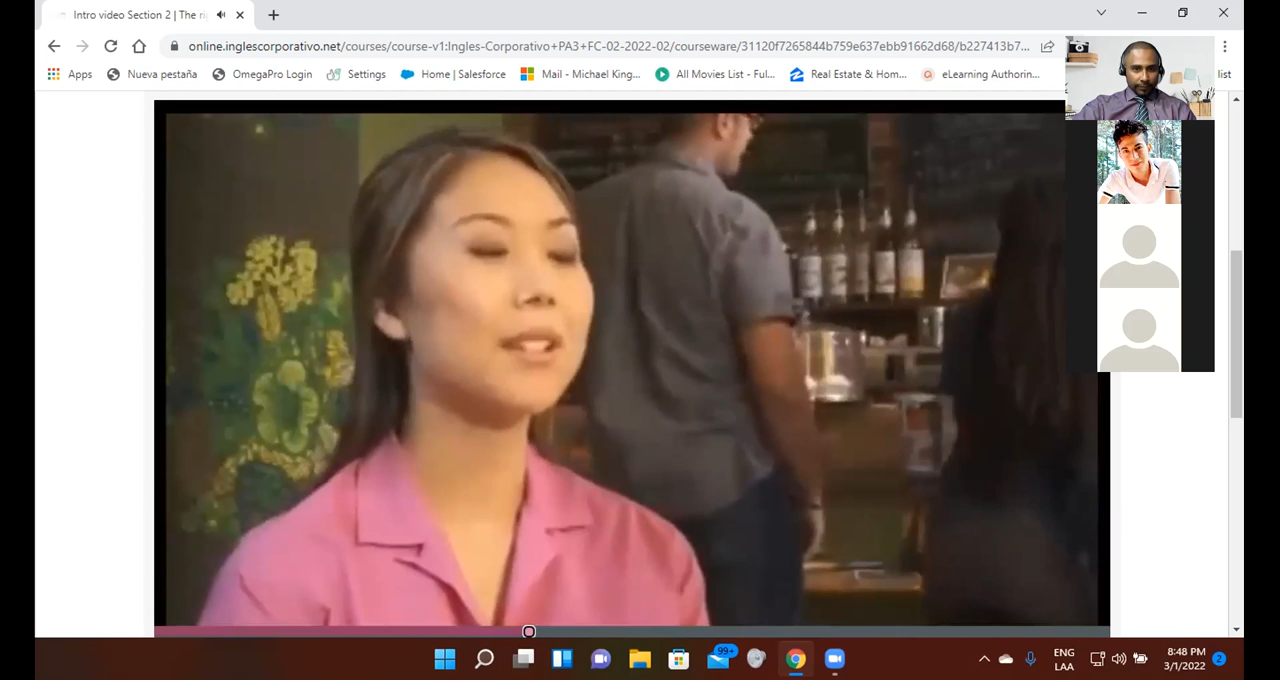 Intro video Section 2 | The ri
online.inglescorporativo.net/courses/course-v1:Ingles-Corporativo+PA3+FC-02-2022-02/courseware/31120f7265844b759e637ebb91662d68/b227413b7...
Apps Nueva pestaña OmegaPro Login Settings Home | Salesforce Mail - Michael King... All Movies List - Ful... Real Estate & Hom... eLearning Authorin... list
99+
ENG
LAA
8:48 PM
3/1/2022
2